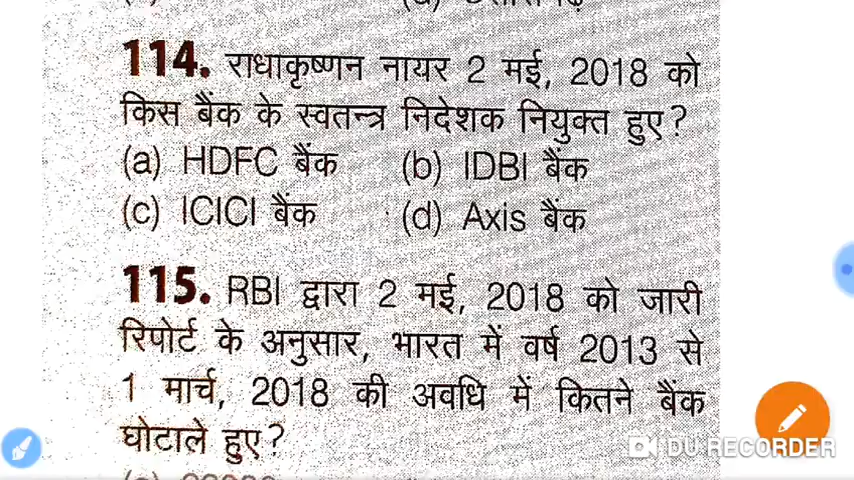 114. राधाकृष्णन नायर 2 मई, 2018 को
किस बैंक के स्वतन्त्र निदेशक नियुक्त हुए?
(a) HDFC बैंक (b) IDBI बैंक
(c) ICICI बैंक (d) Axis बैंक
115. RBI द्वारा 2 मई, 2018 को जारी
रिपोर्ट के अनुसार, भारत में वर्ष 2013 से
1 मार्च, 2018 की अवधि में कितने बैंक
घोटाले हुए?
DU RECORDER